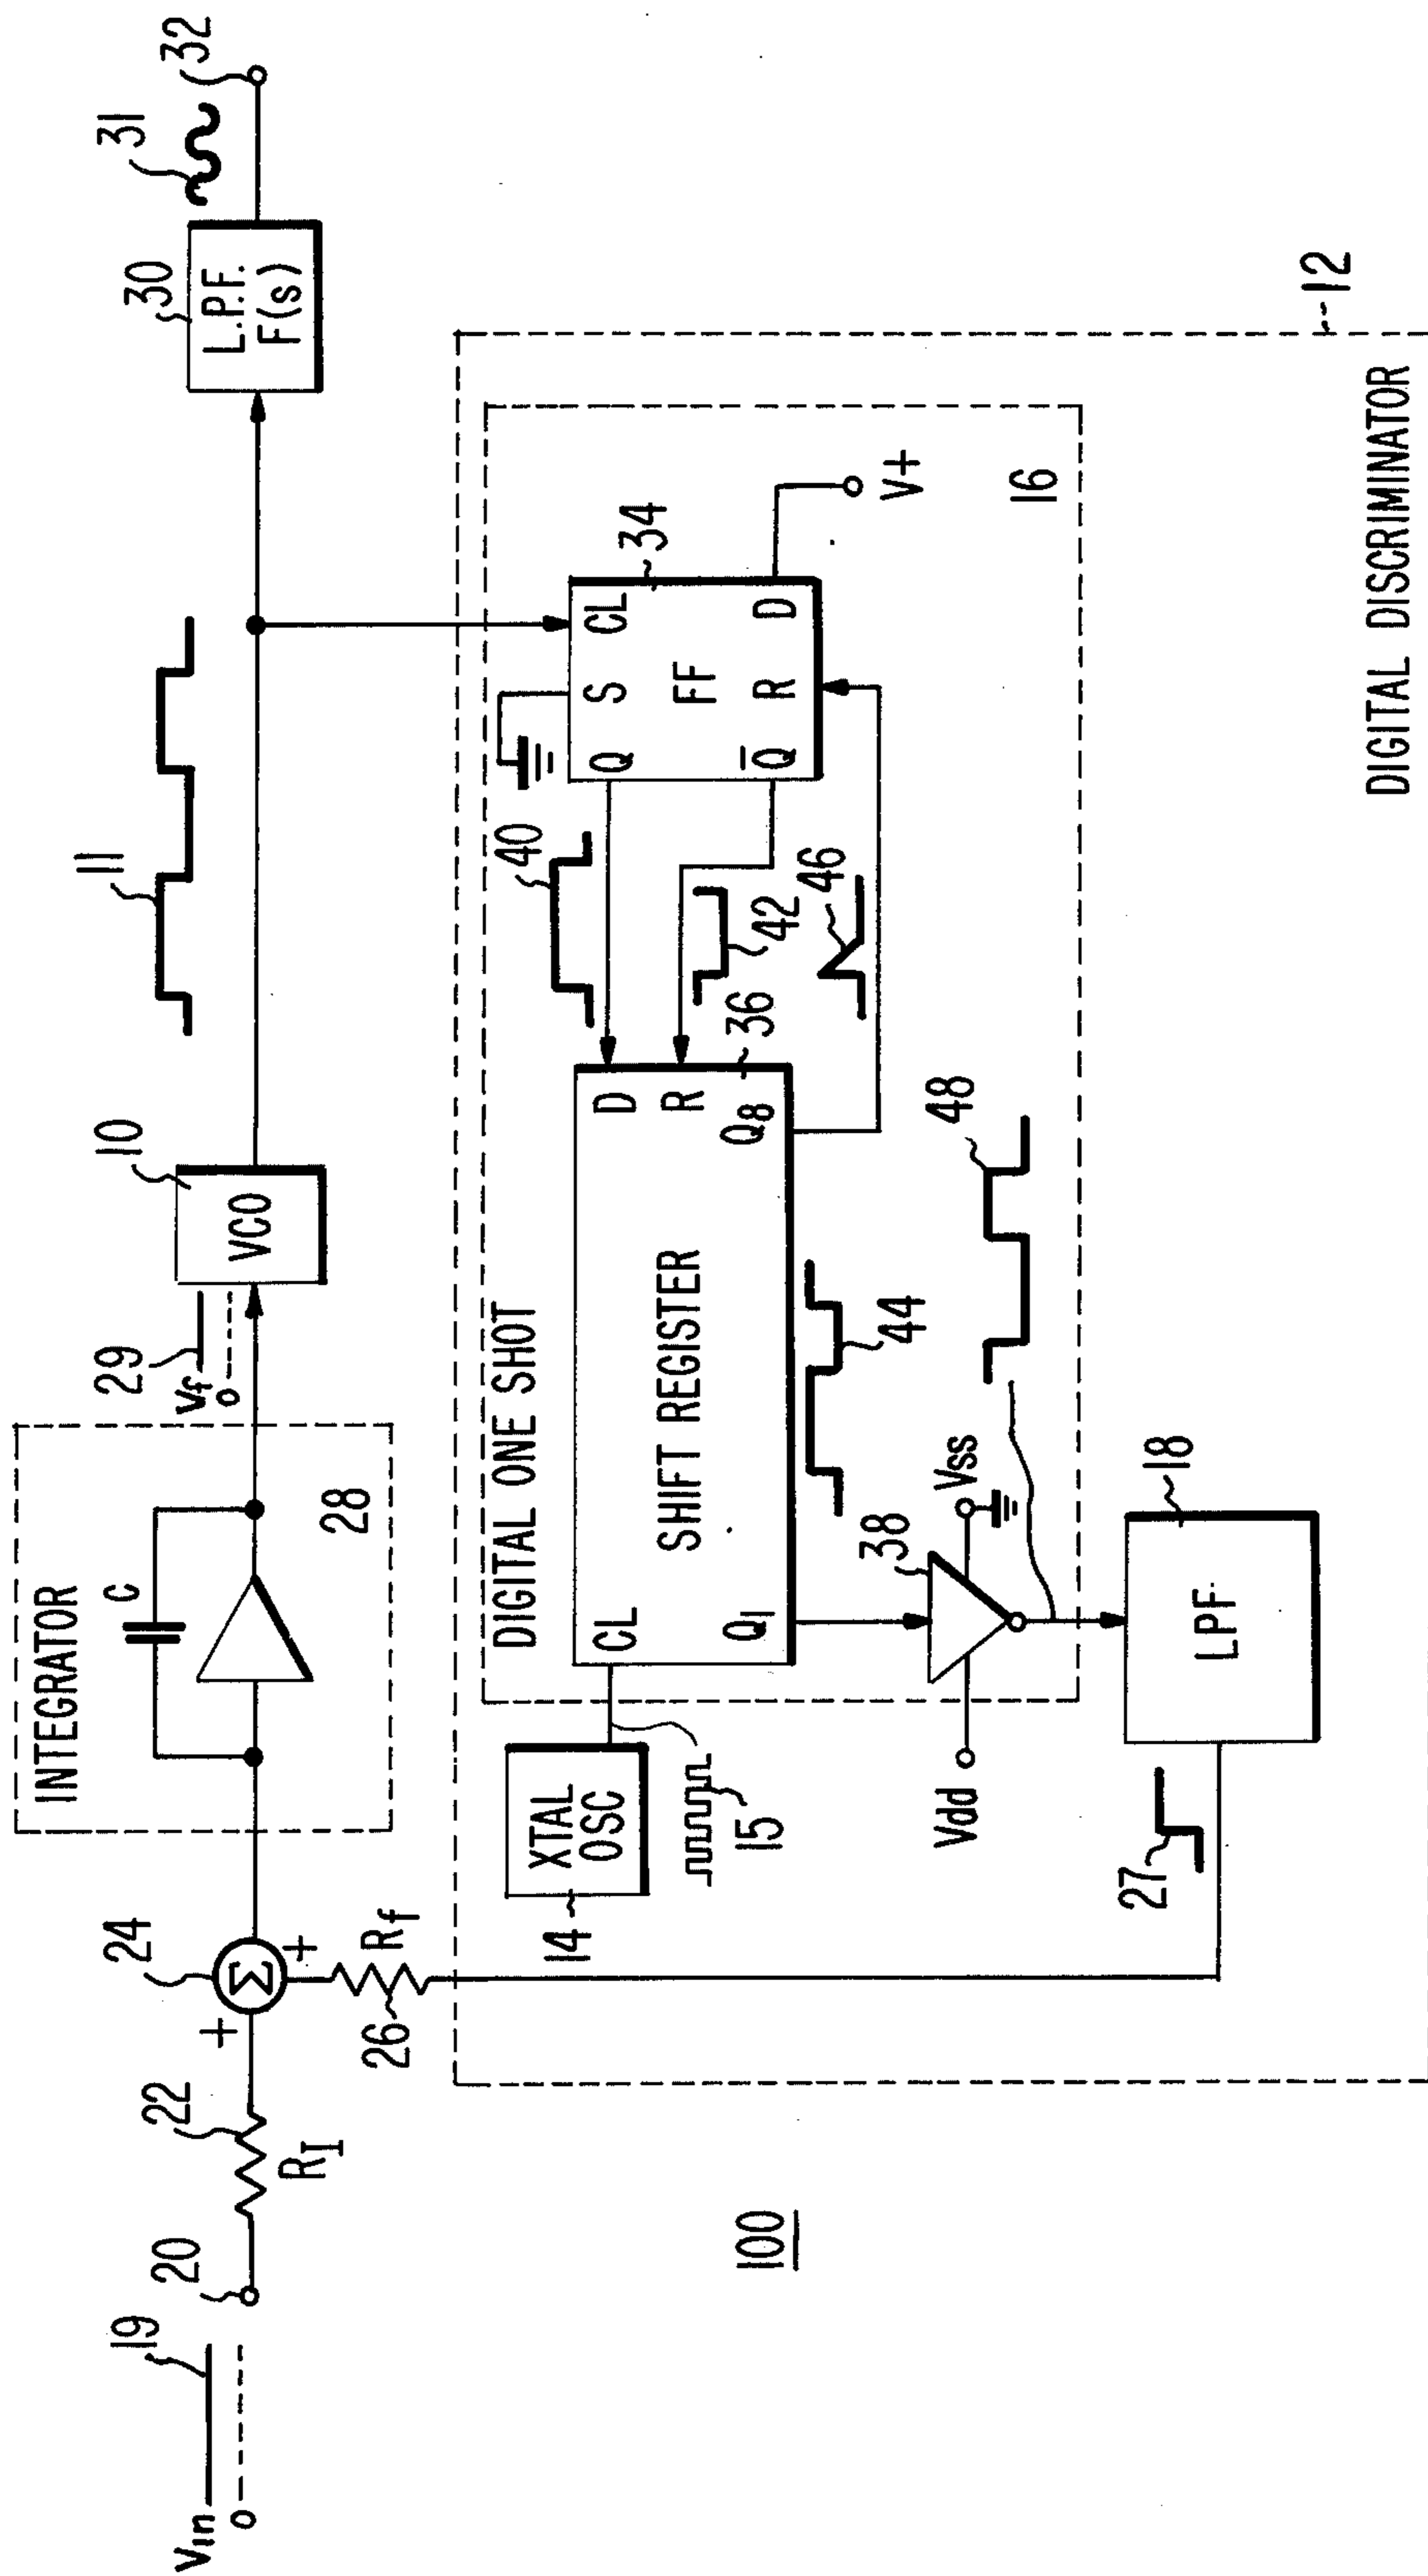 Vin
0
19
20
22
RI
24
+
Σ
+
26
Rf
INTEGRATOR
C
28
Vf
0
29
10
VCO
11
30
L.P.F.
F(s)
31
32
14
XTAL
OSC
15
DIGITAL ONE SHOT
CL
D
R
SHIFT REGISTER
Q1
Q8
36
40
42
46
44
Q
S
CL
FF
Q̅
R
D
34
V+
16
Vdd
38
Vss
48
27
LPF
18
DIGITAL DISCRIMINATOR
12
100